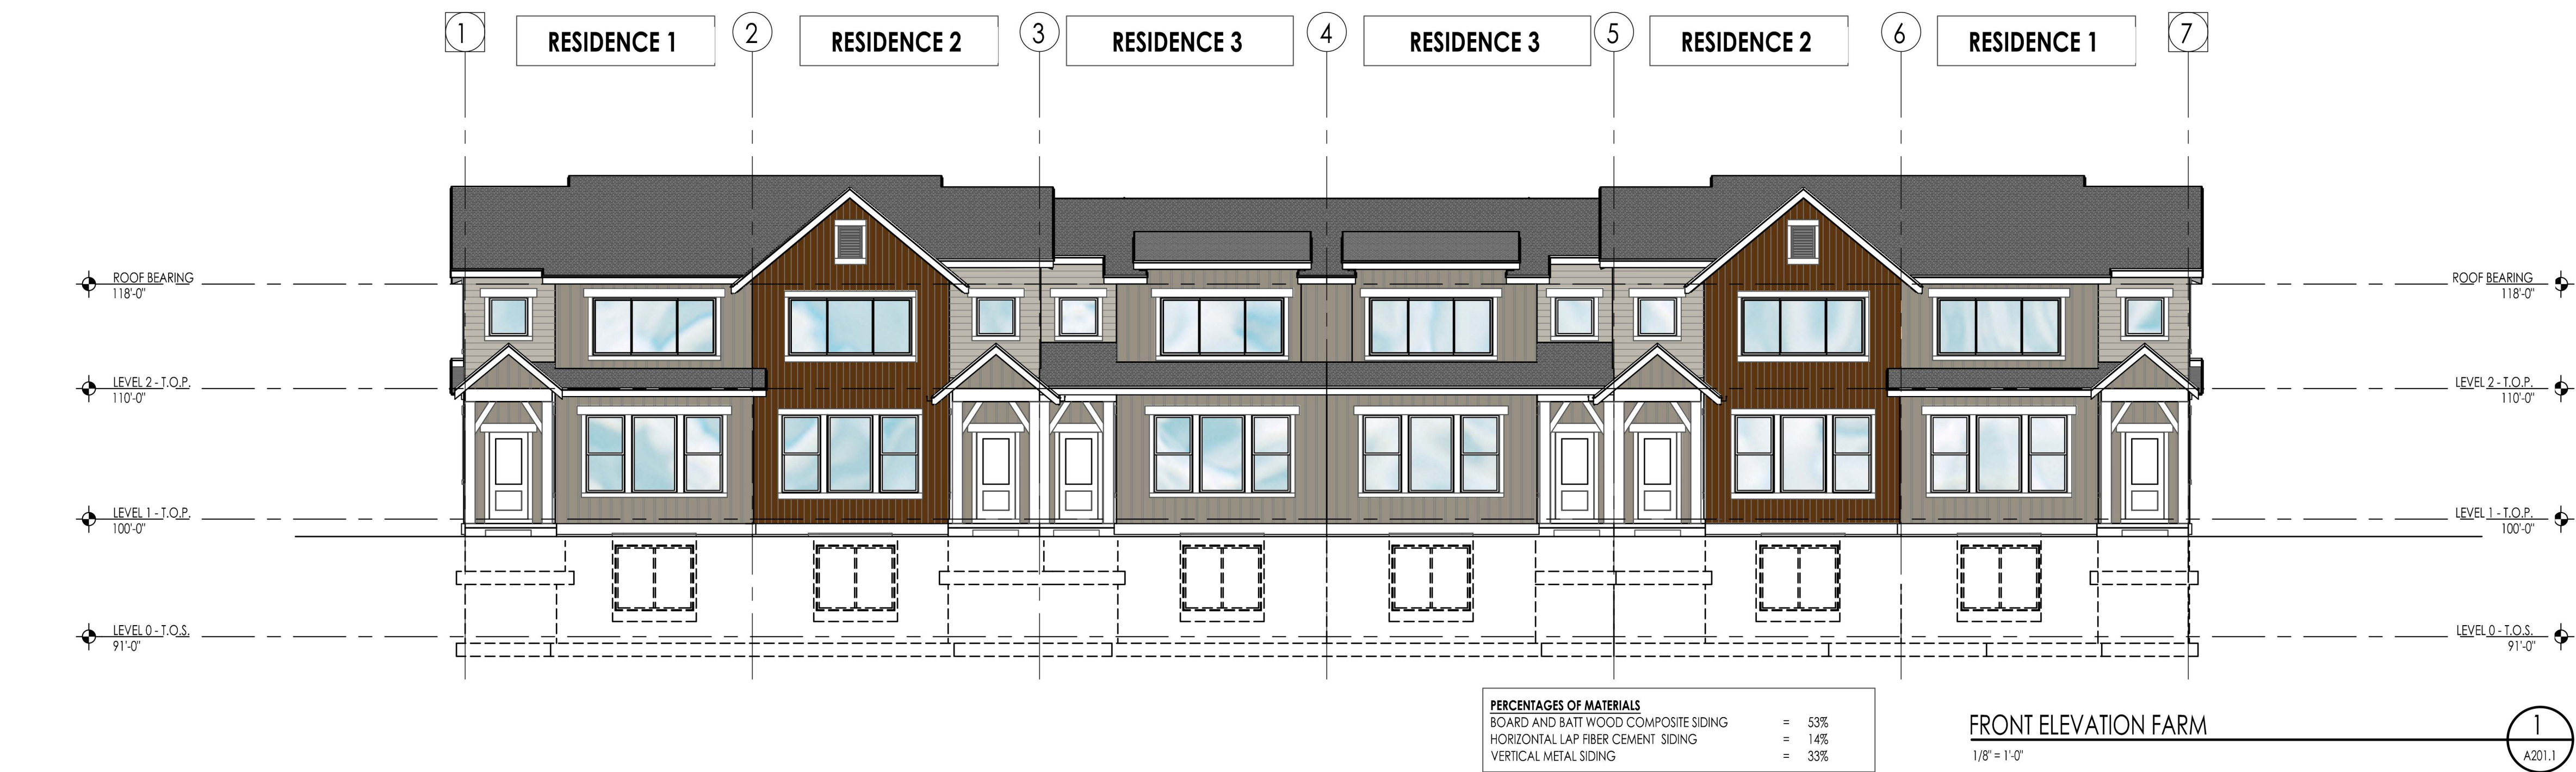 1 RESIDENCE 1 2 RESIDENCE 2 3 RESIDENCE 3 4 RESIDENCE 3 5 RESIDENCE 2 6 RESIDENCE 1 7
ROOF BEARING
118'-0"
LEVEL 2 - T.O.P.
110'-0"
LEVEL 1 - T.O.P.
100'-0"
LEVEL 0 - T.O.S.
91'-0"
ROOF BEARING
118'-0"
LEVEL 2 - T.O.P.
110'-0"
LEVEL 1 - T.O.P.
100'-0"
LEVEL 0 - T.O.S.
91'-0"
PERCENTAGES OF MATERIALS
BOARD AND BATT WOOD COMPOSITE SIDING = 53%
HORIZONTAL LAP FIBER CEMENT SIDING = 14%
VERTICAL METAL SIDING = 33%
FRONT ELEVATION FARM
1/8" = 1'-0"
1
A201.1